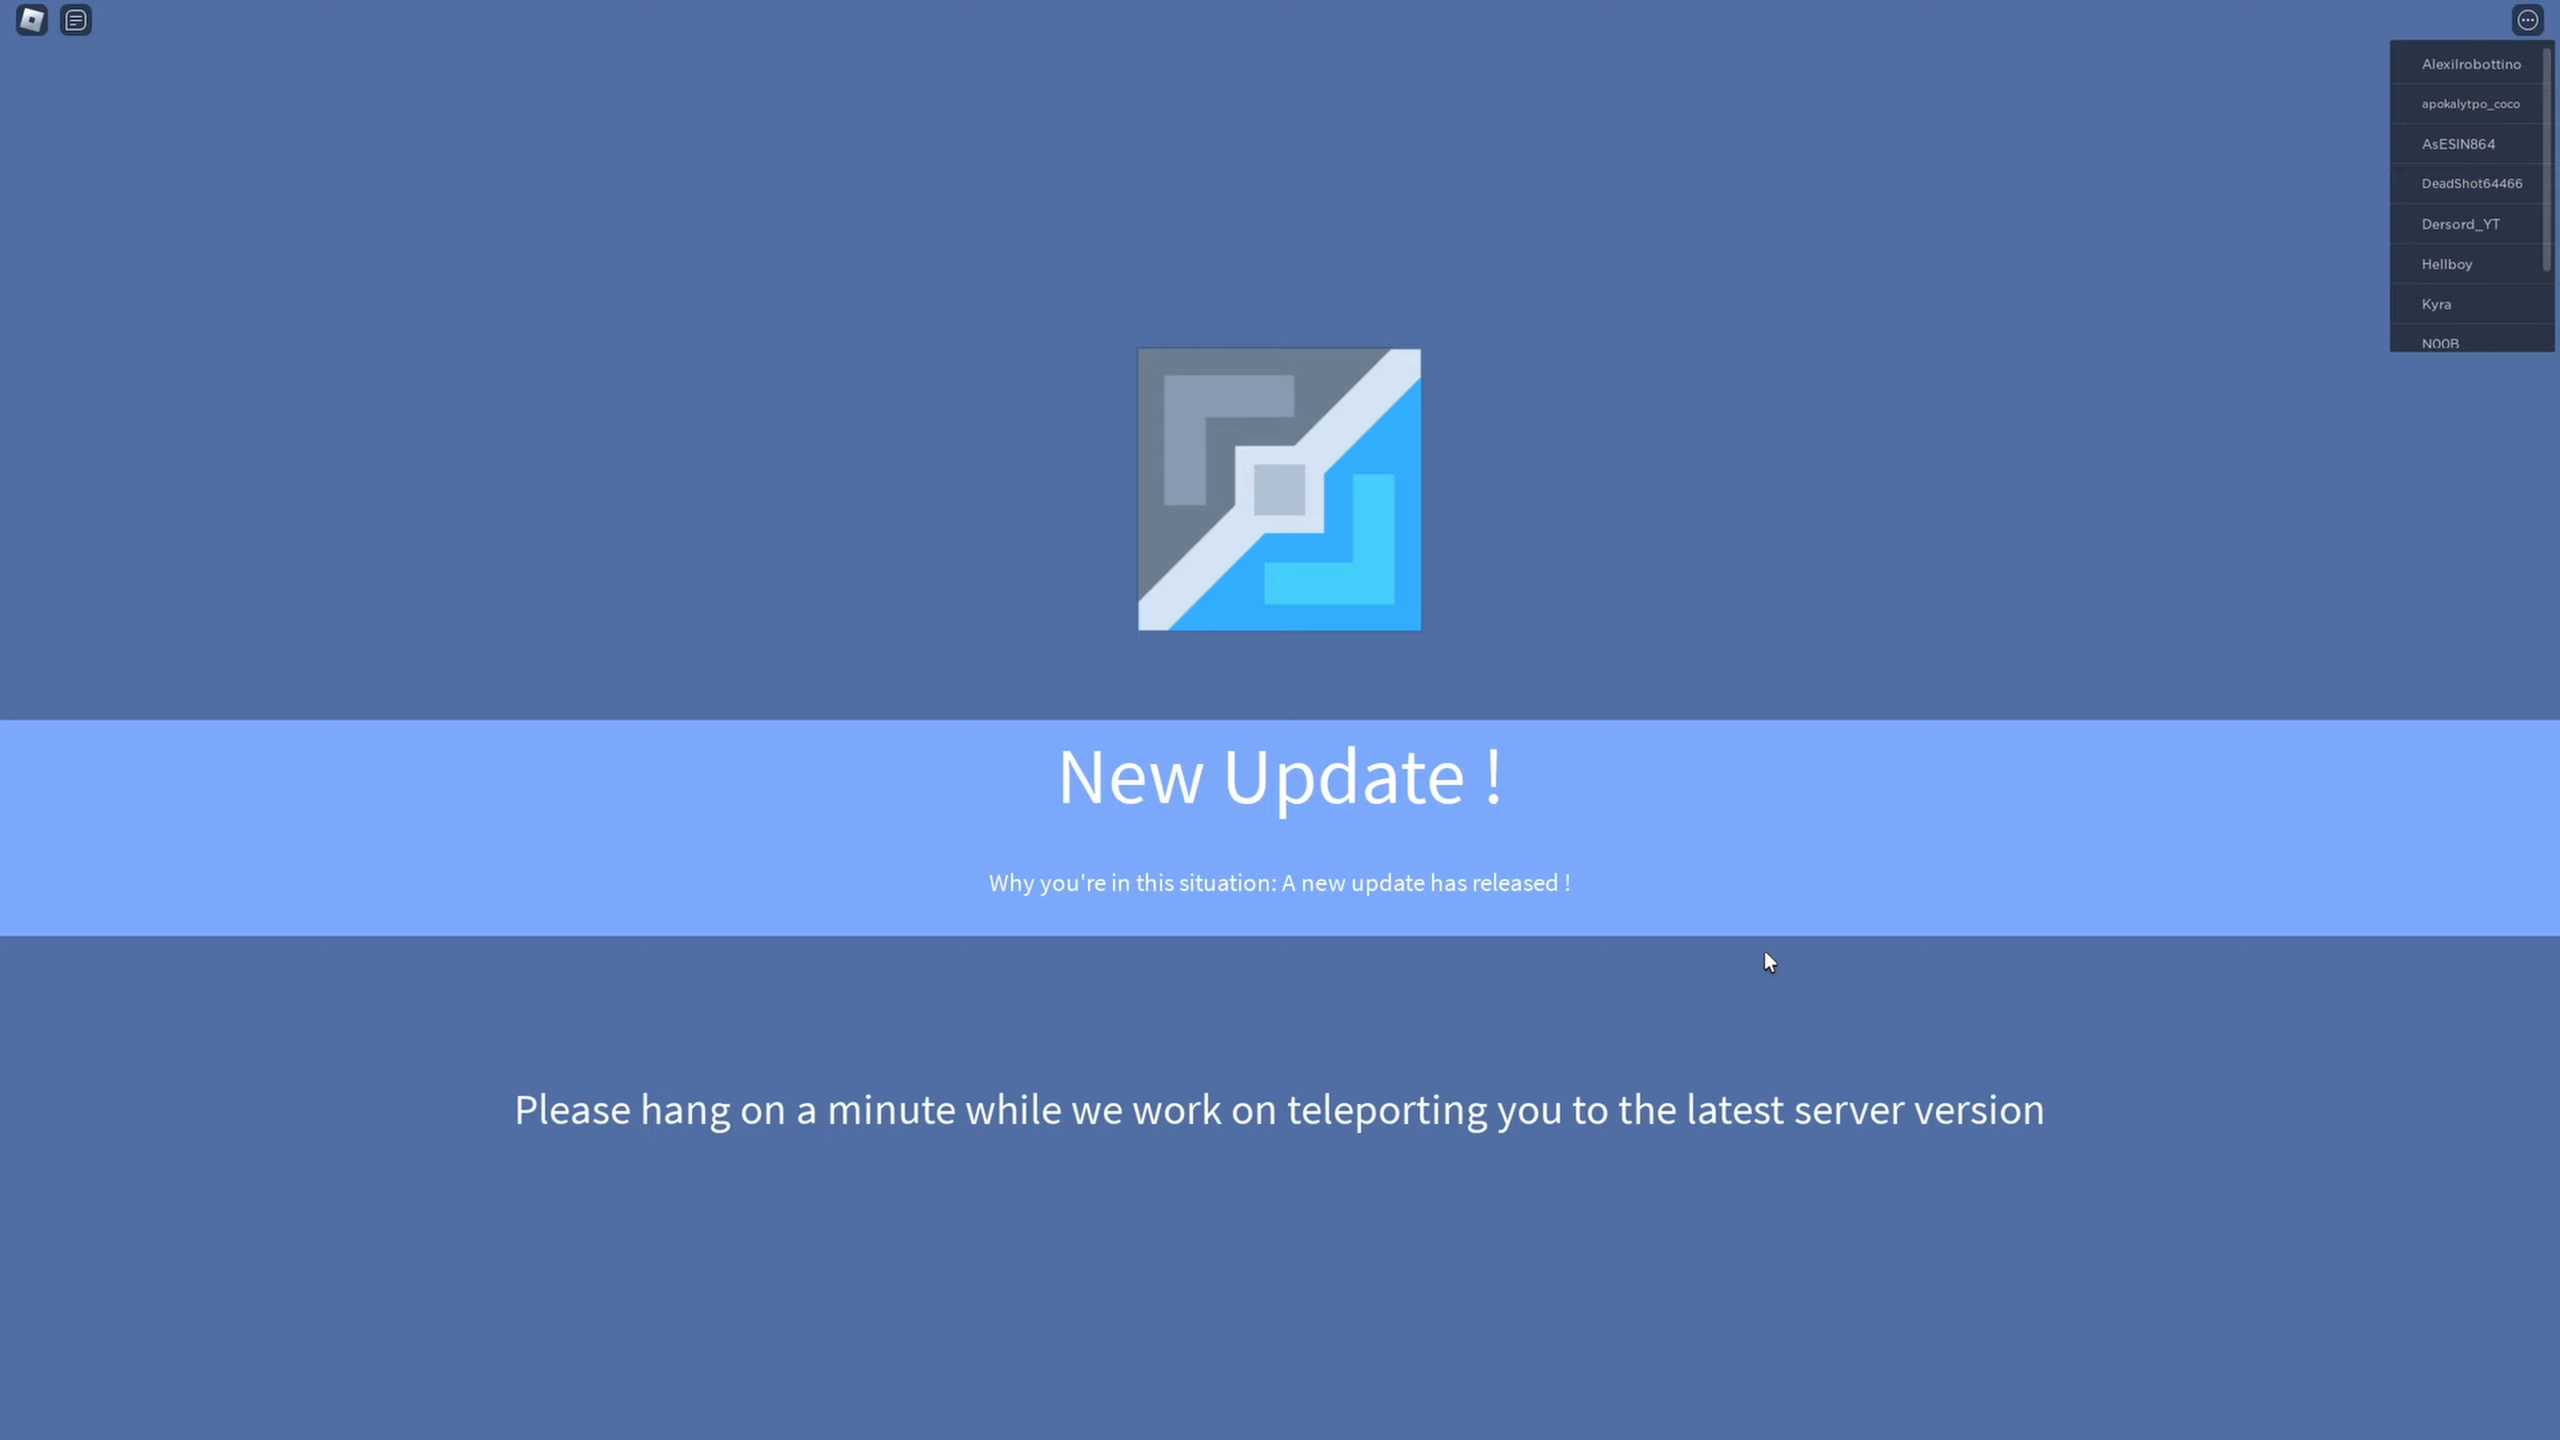 Alexilrobottino
apokalytpo_coco
AsESIN864
DeadShot64466
Dersord_YT
Hellboy
Kyra
N00B
New Update !
Why you're in this situation: A new update has released !
Please hang on a minute while we work on teleporting you to the latest server version